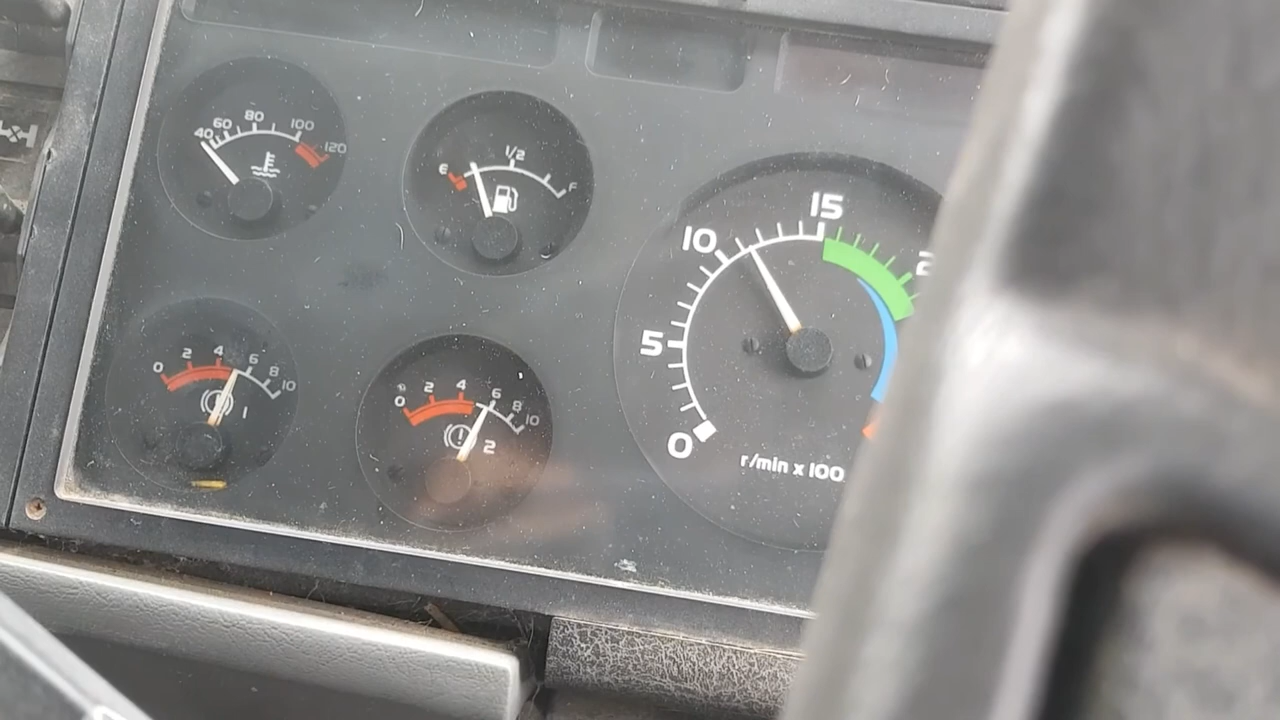 40 60 80 100 120
E 1/2 F
0 2 4 6 8 10
1
0 2 4 6 8 10
2
0 5 10 15 2
r/min x 100